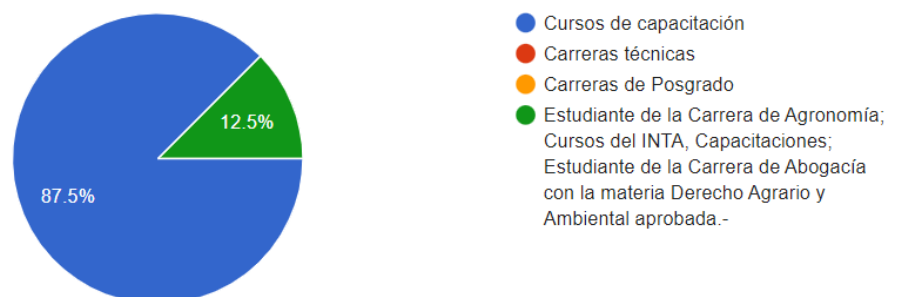 12.5%
87.5%
Cursos de capacitación
Carreras técnicas
Carreras de Posgrado
Estudiante de la Carrera de Agronomía;
Cursos del INTA, Capacitaciones;
Estudiante de la Carrera de Abogacía
con la materia Derecho Agrario y
Ambiental aprobada.-